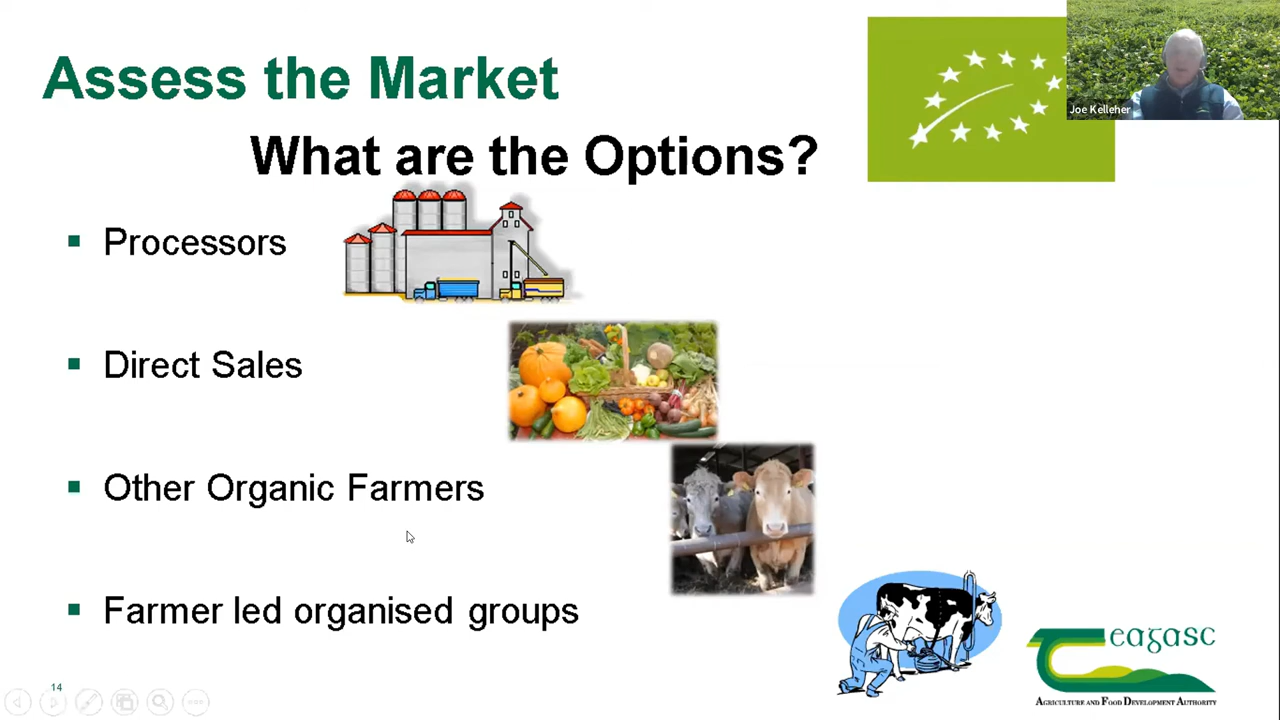 Assess the Market
What are the Options?
Joe Kelleher
▪ Processors
▪ Direct Sales
▪ Other Organic Farmers
▪ Farmer led organised groups
14
Teagasc
AGRICULTURE AND FOOD DEVELOPMENT AUTHORITY